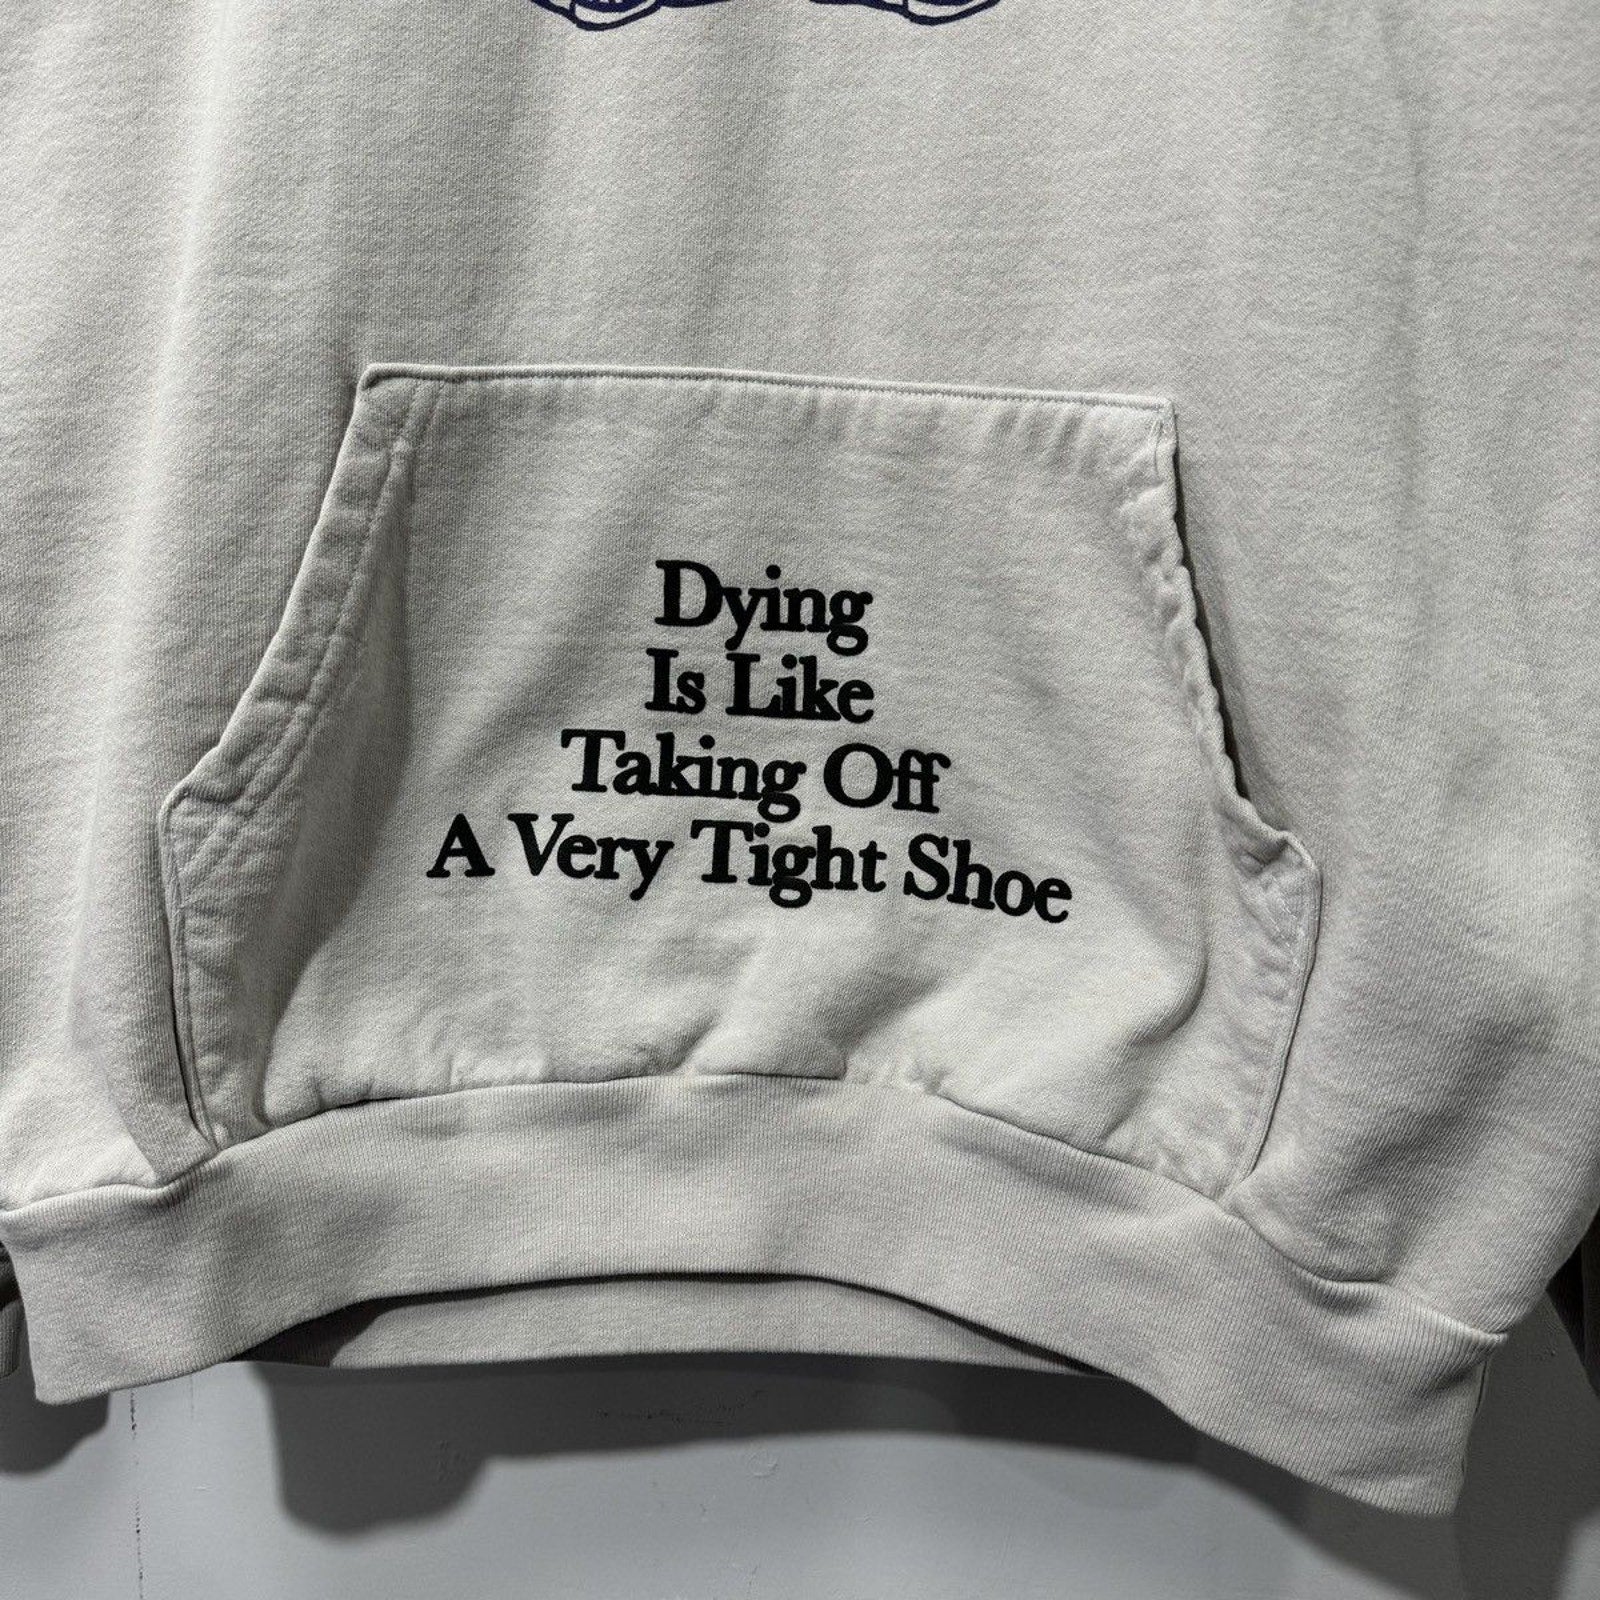 Dying
Is Like
Taking Off
A Very Tight Shoe